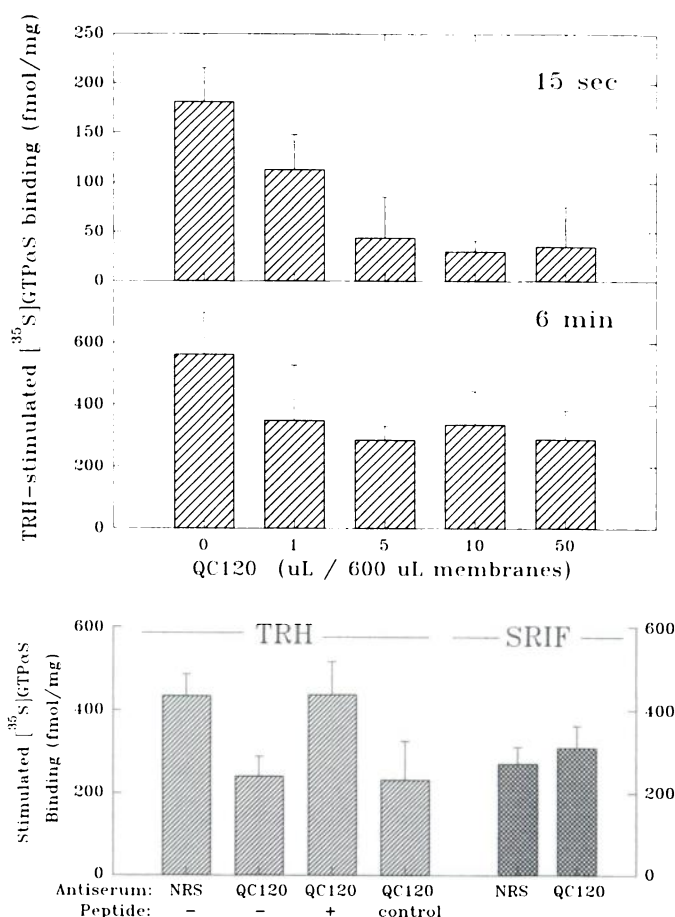 TRH-stimulated [³⁵S]GTPαS binding (fmol/mg)
250
200
150
100
50
0
15 sec
600
400
200
0
6 min
0 1 5 10 50
QC120 (uL / 600 uL membranes)
Stimulated [³⁵S]GTPαS
Binding (fmol/mg)
600
400
200
0
TRH SRIF
600
400
200
0
Antiserum: NRS QC120 QC120 QC120 NRS QC120
Peptide: − − + control